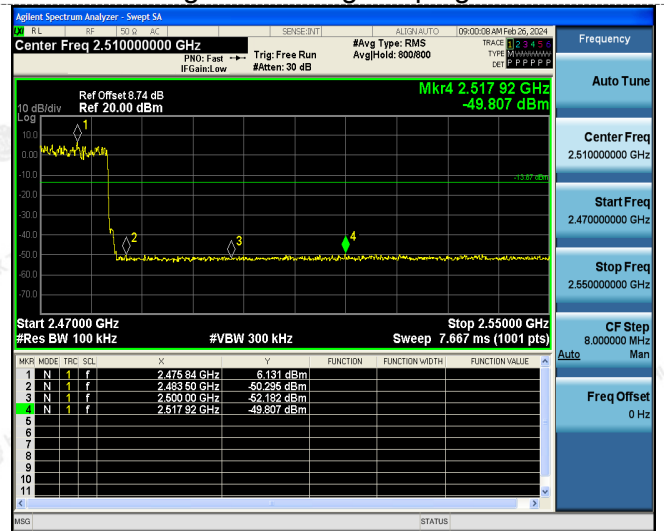 Agilent Spectrum Analyzer - Swept SA
LXI RL RF 50 Ω AC SENSE:INT ALIGN AUTO 09:00:08 AM Feb 26, 2024
Center Freq 2.510000000 GHz
PNO: Fast
IFGain:Low
Trig: Free Run
#Atten: 30 dB
#Avg Type: RMS
Avg|Hold: 800/800
TRACE 1 2 3 4 5 6
TYPE M
DET P P P P P P
Mkr4 2.517 92 GHz
-49.807 dBm
Ref Offset 8.74 dB
10 dB/div Ref 20.00 dBm
Log
10.0
0.00
-10.0
-20.0
-30.0
-40.0
-50.0
-60.0
-70.0
1
2
3
4
-13.87 dBm
Start 2.47000 GHz Stop 2.55000 GHz
#Res BW 100 kHz #VBW 300 kHz Sweep 7.667 ms (1001 pts)
MKR MODE TRC SCL X Y FUNCTION FUNCTION WIDTH FUNCTION VALUE
1 N 1 f 2.475 84 GHz 6.131 dBm
2 N 1 f 2.483 50 GHz -50.295 dBm
3 N 1 f 2.500 00 GHz -52.182 dBm
4 N 1 f 2.517 92 GHz -49.807 dBm
5
6
7
8
9
10
11
MSG STATUS
Frequency
Auto Tune
Center Freq
2.510000000 GHz
Start Freq
2.470000000 GHz
Stop Freq
2.550000000 GHz
CF Step
8.000000 MHz
Auto Man
Freq Offset
0 Hz